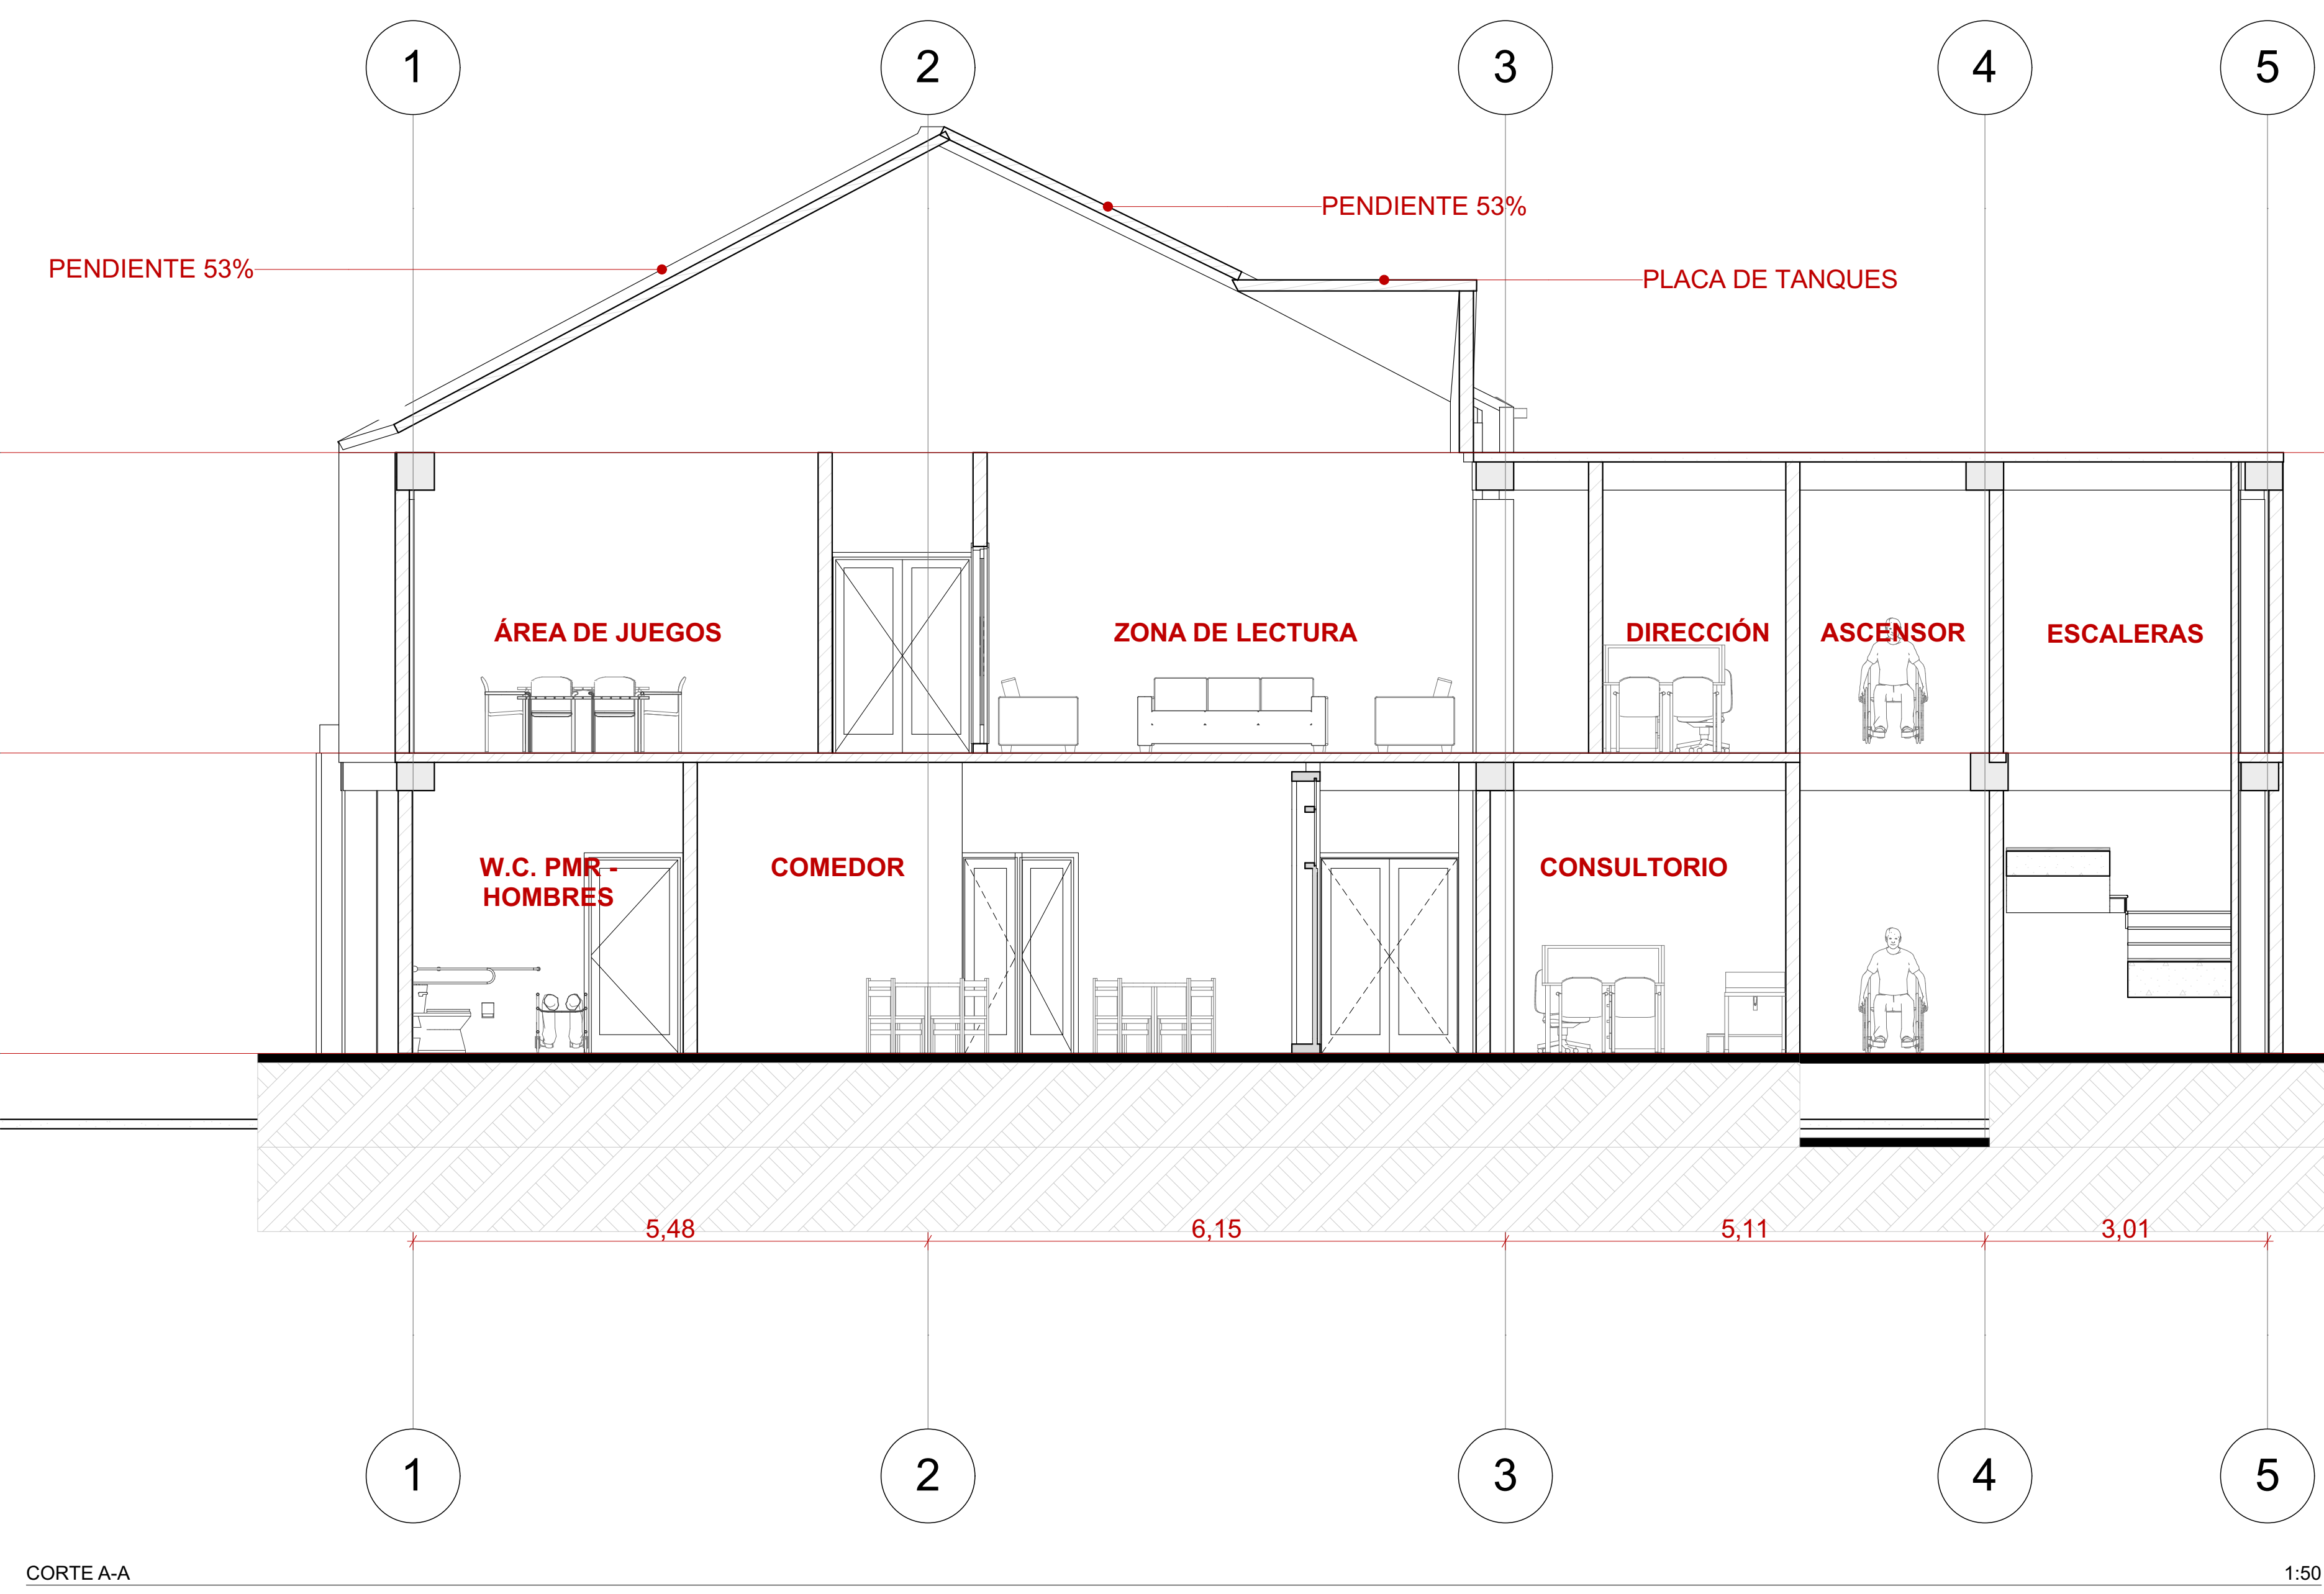 1
2
3
4
5
PENDIENTE 53%
PENDIENTE 53%
PLACA DE TANQUES
ÁREA DE JUEGOS
ZONA DE LECTURA
DIRECCIÓN
ASCENSOR
ESCALERAS
W.C. PMR -
HOMBRES
COMEDOR
CONSULTORIO
5,48
6,15
5,11
3,01
1
2
3
4
5
CORTE A-A
1:50